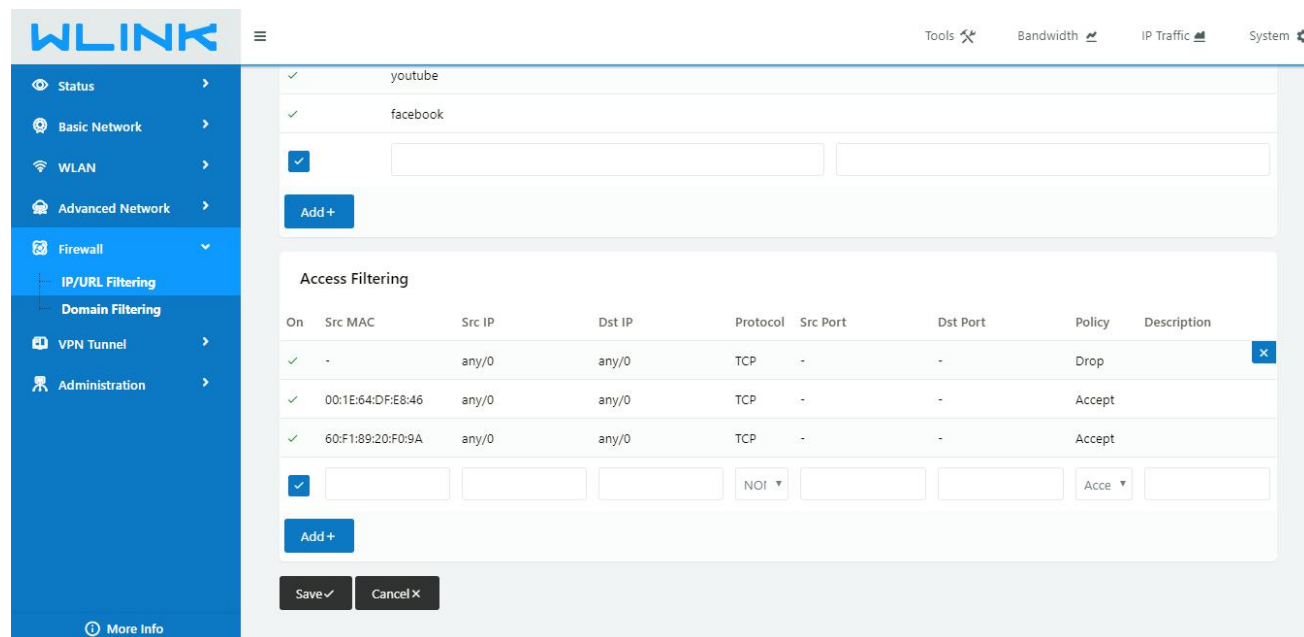 WLINK
Tools
Bandwidth
IP Traffic
System
Status
Basic Network
WLAN
Advanced Network
Firewall
IP/URL Filtering
Domain Filtering
VPN Tunnel
Administration
More Info
youtube
facebook
Add+
Access Filtering
On Src MAC Src IP Dst IP Protocol Src Port Dst Port Policy Description
- any/0 any/0 TCP - - Drop
00:1E:64:DF:E8:46 any/0 any/0 TCP - - Accept
60:F1:89:20:F0:9A any/0 any/0 TCP - - Accept
NOI Acce
Add+
Save Cancel